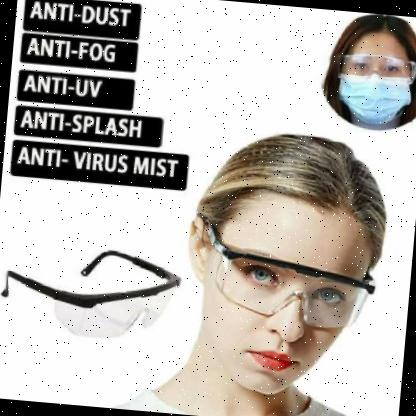 ANTI-DUST
ANTI-FOG
ANTI-UV
ANTI-SPLASH
ANTI- VIRUS MIST